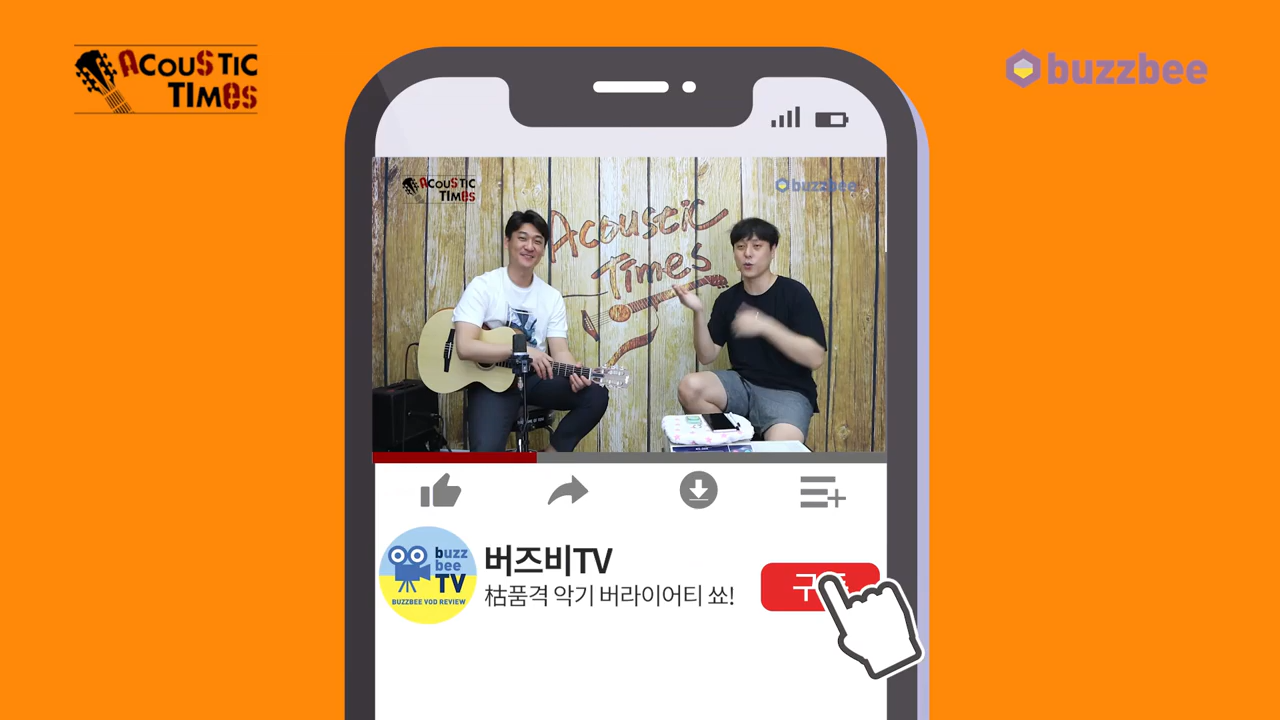 AcouSTIC
TIMes
buzzbee
AcouSTIC
TIMes
buzzbee
Acoustic
Times
buzz
bee
TV
BUZZBEE VOD REVIEW
버즈비TV
枯품격 악기 버라이어티 쑈!